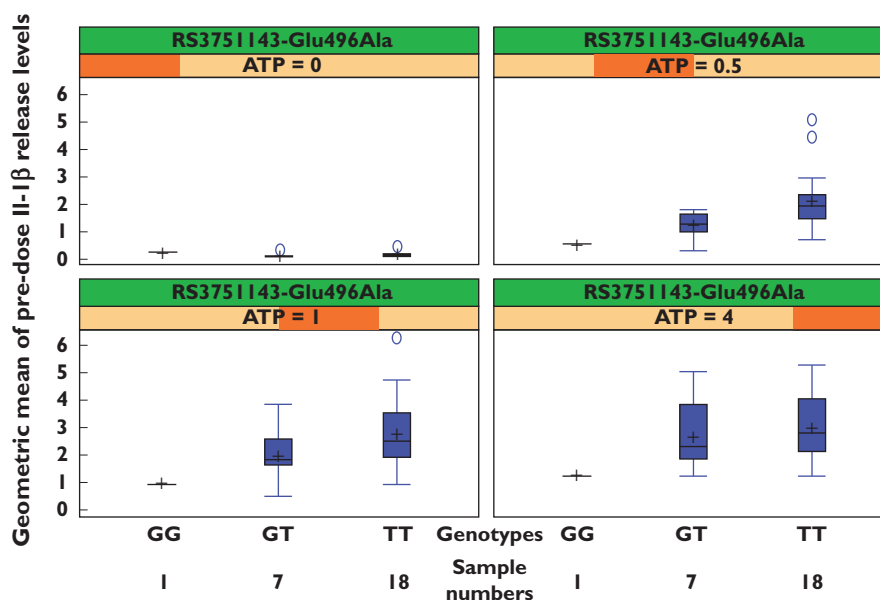 Geometric mean of pre-dose Il-1β release levels
RS3751143-Glu496Ala
ATP = 0
RS3751143-Glu496Ala
ATP = 0.5
6
5
4
3
2
1
0
RS3751143-Glu496Ala
ATP = 1
RS3751143-Glu496Ala
ATP = 4
6
5
4
3
2
1
0
GG GT TT Genotypes GG GT TT
1 7 18 Sample numbers 1 7 18